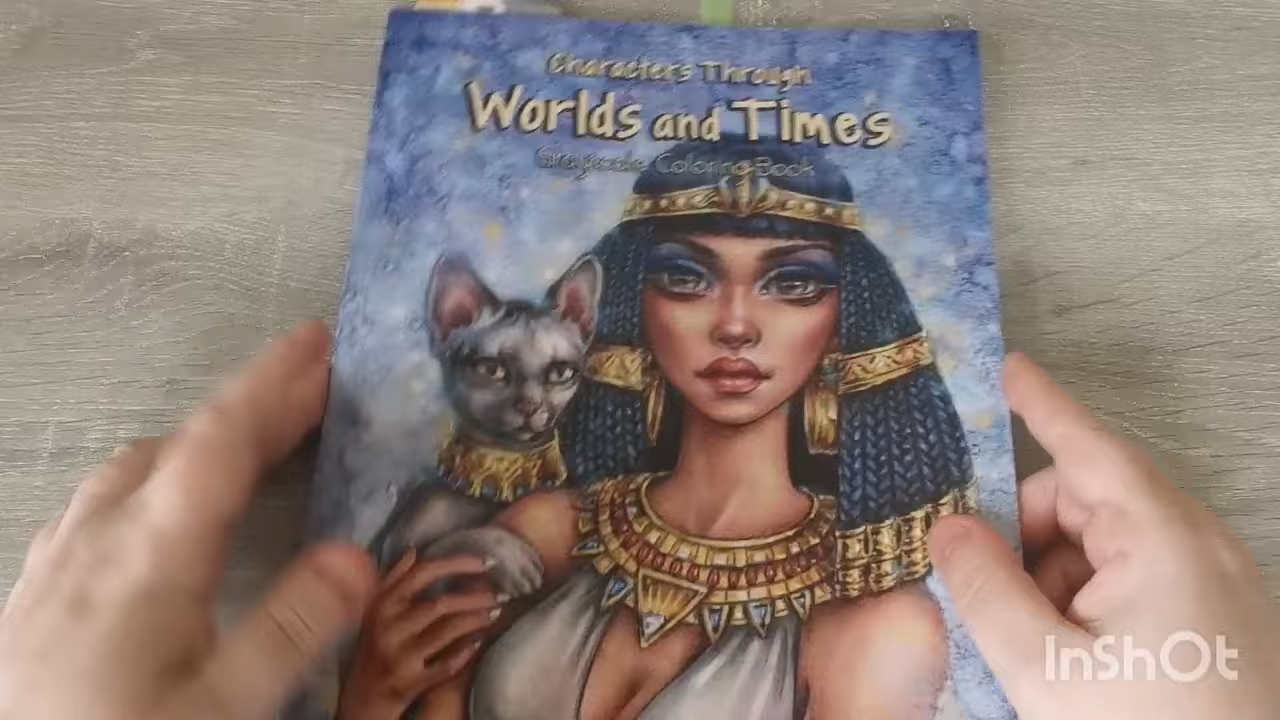 Characters Through
Worlds and Times
Grayscale Coloring Book
InShOt